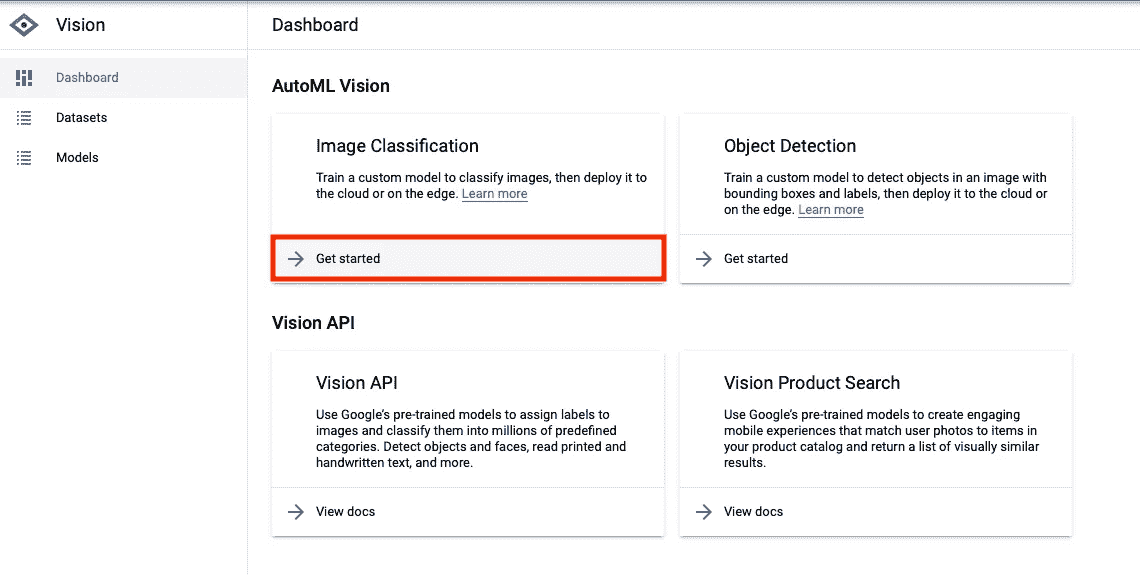 Vision
Dashboard
Dashboard
Datasets
Models
AutoML Vision
Image Classification
Train a custom model to classify images, then deploy it to
the cloud or on the edge. Learn more
Get started
Object Detection
Train a custom model to detect objects in an image with
bounding boxes and labels, then deploy it to the cloud or
on the edge. Learn more
Get started
Vision API
Vision API
Use Google's pre-trained models to assign labels to
images and classify them into millions of predefined
categories. Detect objects and faces, read printed and
handwritten text, and more.
View docs
Vision Product Search
Use Google's pre-trained models to create engaging
mobile experiences that match user photos to items in
your product catalog and return a list of visually similar
results.
View docs